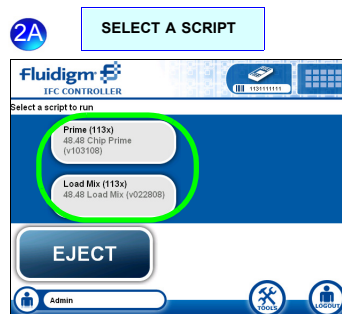 2A
SELECT A SCRIPT
Fluidigm
IFC CONTROLLER
1131111111
Select a script to run
Prime (113x)
48.48 Chip Prime
(v103108)
Load Mix (113x)
48.48 Load Mix (v022808)
EJECT
Admin
TOOLS
LOGOUT